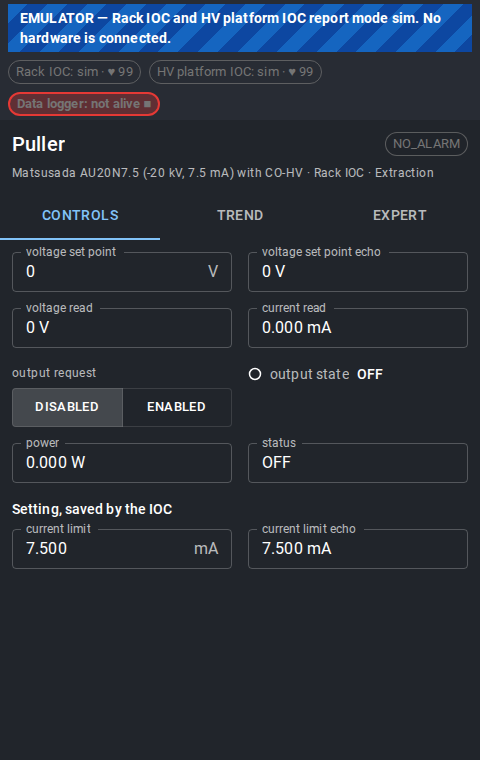 EMULATOR — Rack IOC and HV platform IOC report mode sim. No
hardware is connected.
Rack IOC: sim · ♥ 99
HV platform IOC: sim · ♥ 99
Data logger: not alive ■
Puller
NO_ALARM
Matsusada AU20N7.5 (-20 kV, 7.5 mA) with CO-HV · Rack IOC · Extraction
CONTROLS
TREND
EXPERT
voltage set point
0 V
voltage set point echo
0 V
voltage read
0 V
current read
0.000 mA
output request
DISABLED
ENABLED
output state OFF
power
0.000 W
status
OFF
Setting, saved by the IOC
current limit
7.500 mA
current limit echo
7.500 mA